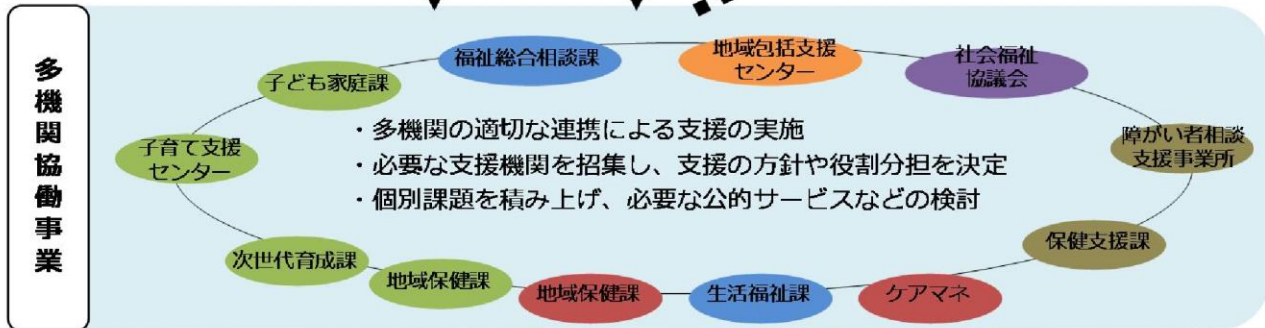 多機関協働事業
福祉総合相談課
地域包括支援
センター
社会福祉
協議会
子ども家庭課
障がい者相談
支援事業所
子育て支援
センター
・多機関の適切な連携による支援の実施
・必要な支援機関を招集し、支援の方針や役割分担を決定
・個別課題を積み上げ、必要な公的サービスなどの検討
保健支援課
次世代育成課
地域保健課
地域保健課
生活福祉課
ケアマネ